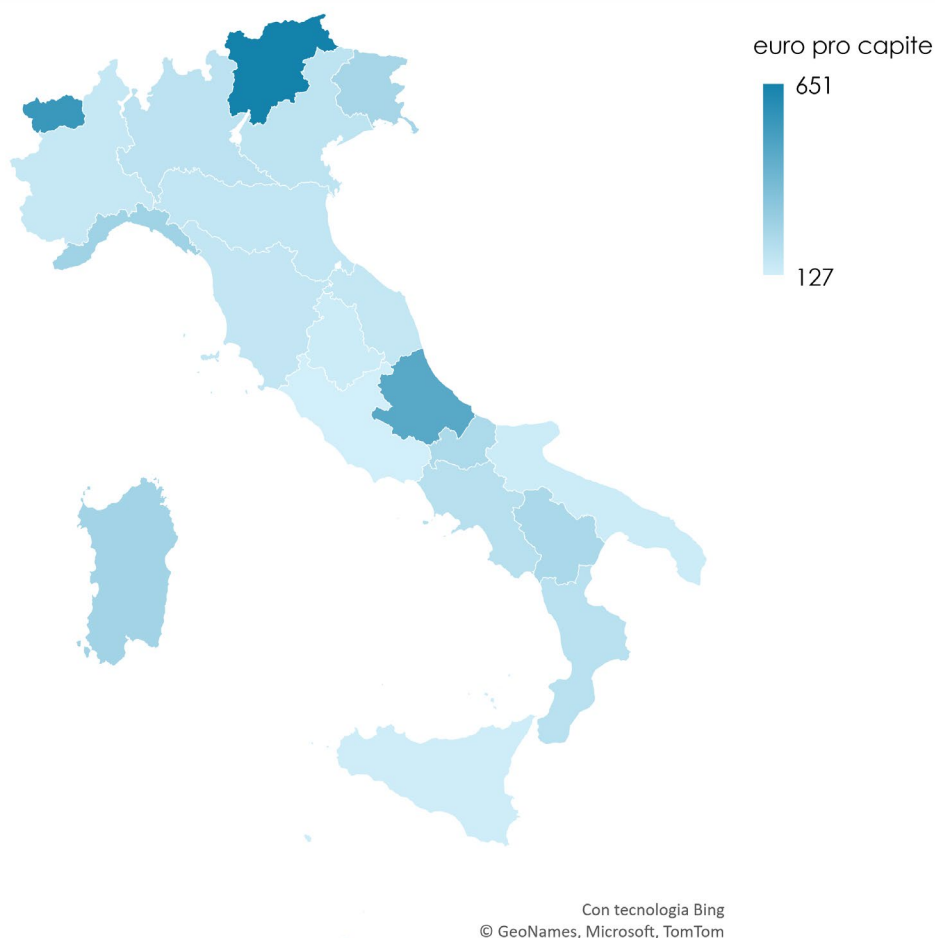 euro pro capite
651
127
Con tecnologia Bing
© GeoNames, Microsoft, TomTom